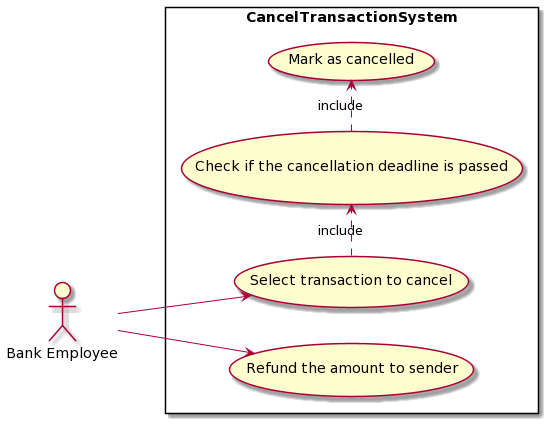 CancelTransactionSystem
Mark as cancelled
include
Check if the cancellation deadline is passed
include
Select transaction to cancel
Bank Employee
Refund the amount to sender